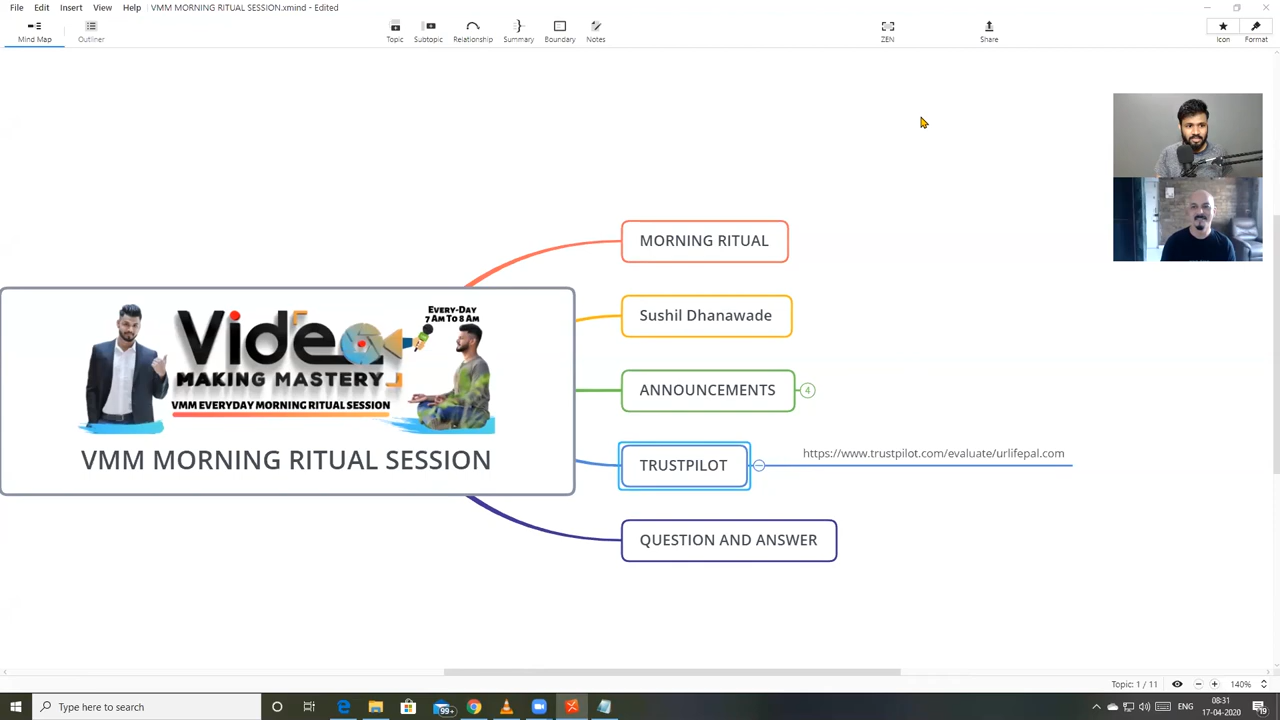 File Edit Insert View Help VMM MORNING RITUAL SESSION.xmind - Edited
Mind Map Outliner Topic Subtopic Relationship Summary Boundary Notes ZEN Share Icon Format
MORNING RITUAL
Sushil Dhanawade
ANNOUNCEMENTS 4
TRUSTPILOT https://www.trustpilot.com/evaluate/urlifepal.com
QUESTION AND ANSWER
EVERY-DAY
7 AM TO 8 AM
Video
MAKING MASTERY
VMM EVERYDAY MORNING RITUAL SESSION
VMM MORNING RITUAL SESSION
Topic: 1 / 11 140%
Type here to search 99+ ENG 08:31
17-04-2020 19